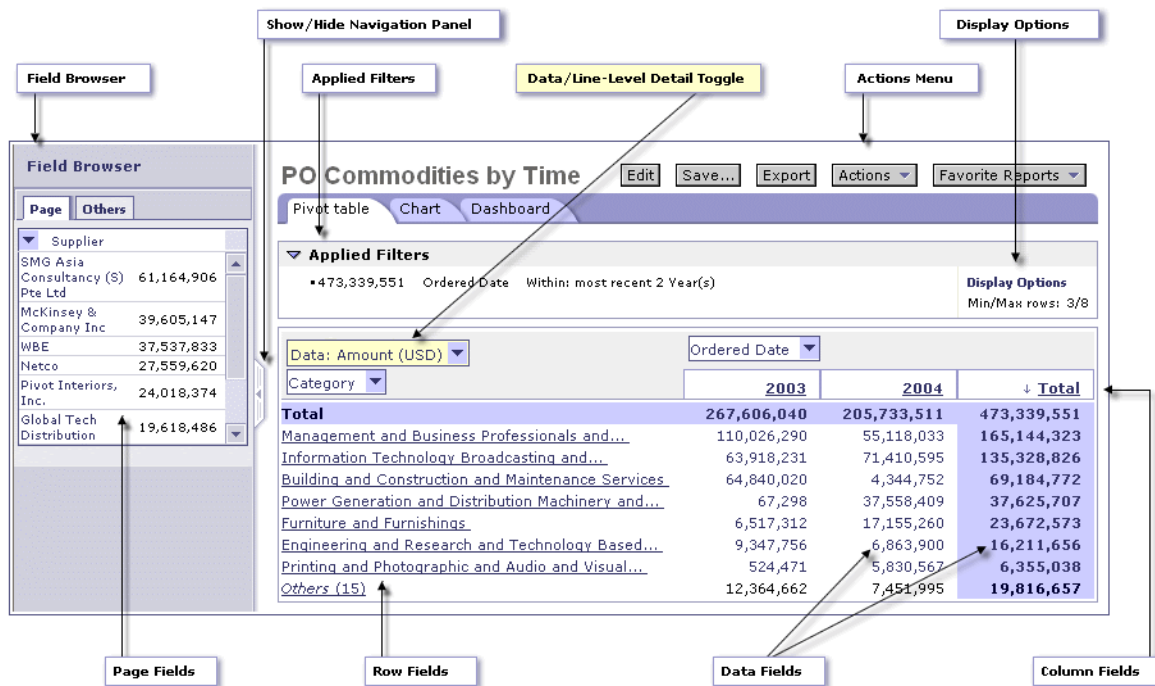 Show/Hide Navigation Panel
Display Options
Field Browser
Applied Filters
Data/Line-Level Detail Toggle
Actions Menu
Field Browser
Page Others
Supplier
SMG Asia
Consultancy (S) 61,164,906
Pte Ltd
McKinsey &
Company Inc 39,605,147
WBE 37,537,833
Netco 27,559,620
Pivot Interiors,
Inc. 24,018,374
Global Tech
Distribution 19,618,486
PO Commodities by Time Edit Save... Export Actions Favorite Reports
Pivot table Chart Dashboard
Applied Filters
▪473,339,551 Ordered Date Within: most recent 2 Year(s)
Display Options
Min/Max rows: 3/8
Data: Amount (USD) Ordered Date
Category 2003 2004 ↓ Total
Total 267,606,040 205,733,511 473,339,551
Management and Business Professionals and... 110,026,290 55,118,033 165,144,323
Information Technology Broadcasting and... 63,918,231 71,410,595 135,328,826
Building and Construction and Maintenance Services 64,840,020 4,344,752 69,184,772
Power Generation and Distribution Machinery and... 67,298 37,558,409 37,625,707
Furniture and Furnishings 6,517,312 17,155,260 23,672,573
Engineering and Research and Technology Based... 9,347,756 6,863,900 16,211,656
Printing and Photographic and Audio and Visual... 524,471 5,830,567 6,355,038
Others (15) 12,364,662 7,451,995 19,816,657
Page Fields
Row Fields
Data Fields
Column Fields